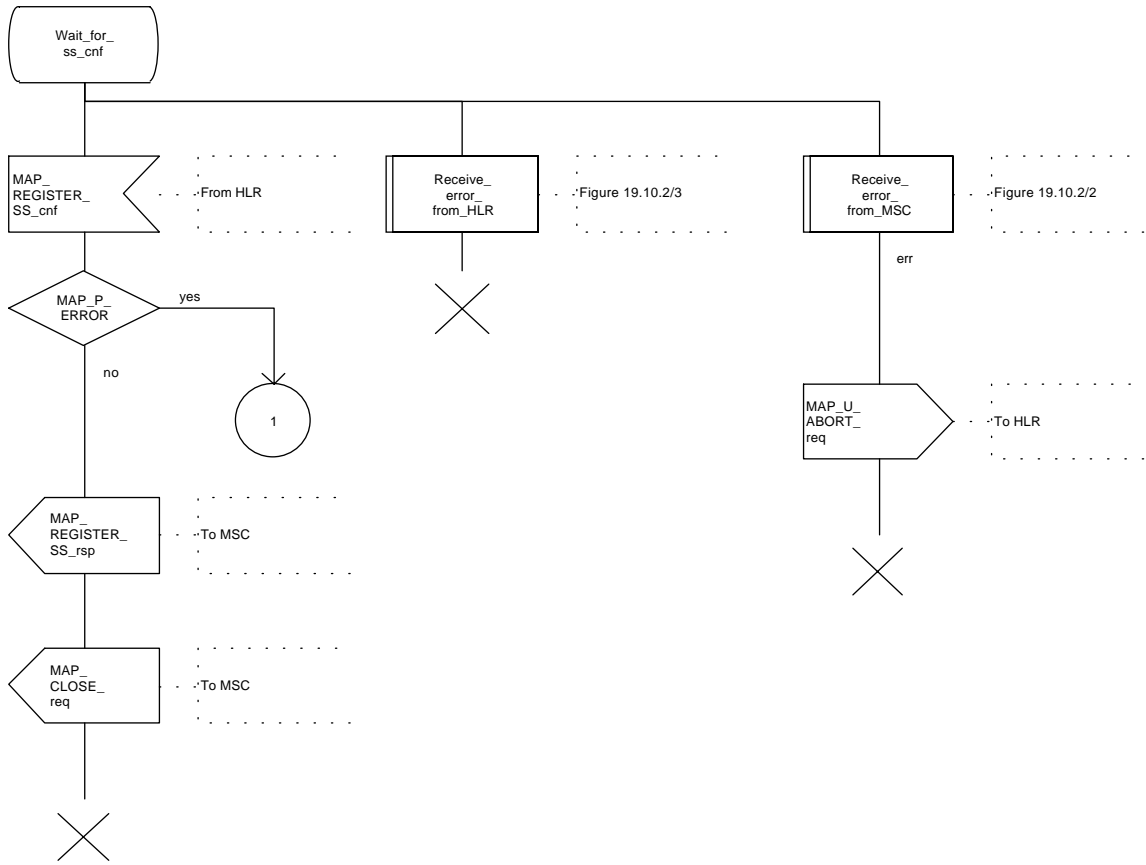 Wait_for_
ss_cnf
MAP_
REGISTER_
SS_cnf
From HLR
Receive_
error_
from_HLR
Figure 19.10.2/3
Receive_
error_
from_MSC
Figure 19.10.2/2
err
MAP_P_
ERROR
yes
no
1
MAP_U_
ABORT_
req
To HLR
MAP_
REGISTER_
SS_rsp
To MSC
MAP_
CLOSE_
req
To MSC